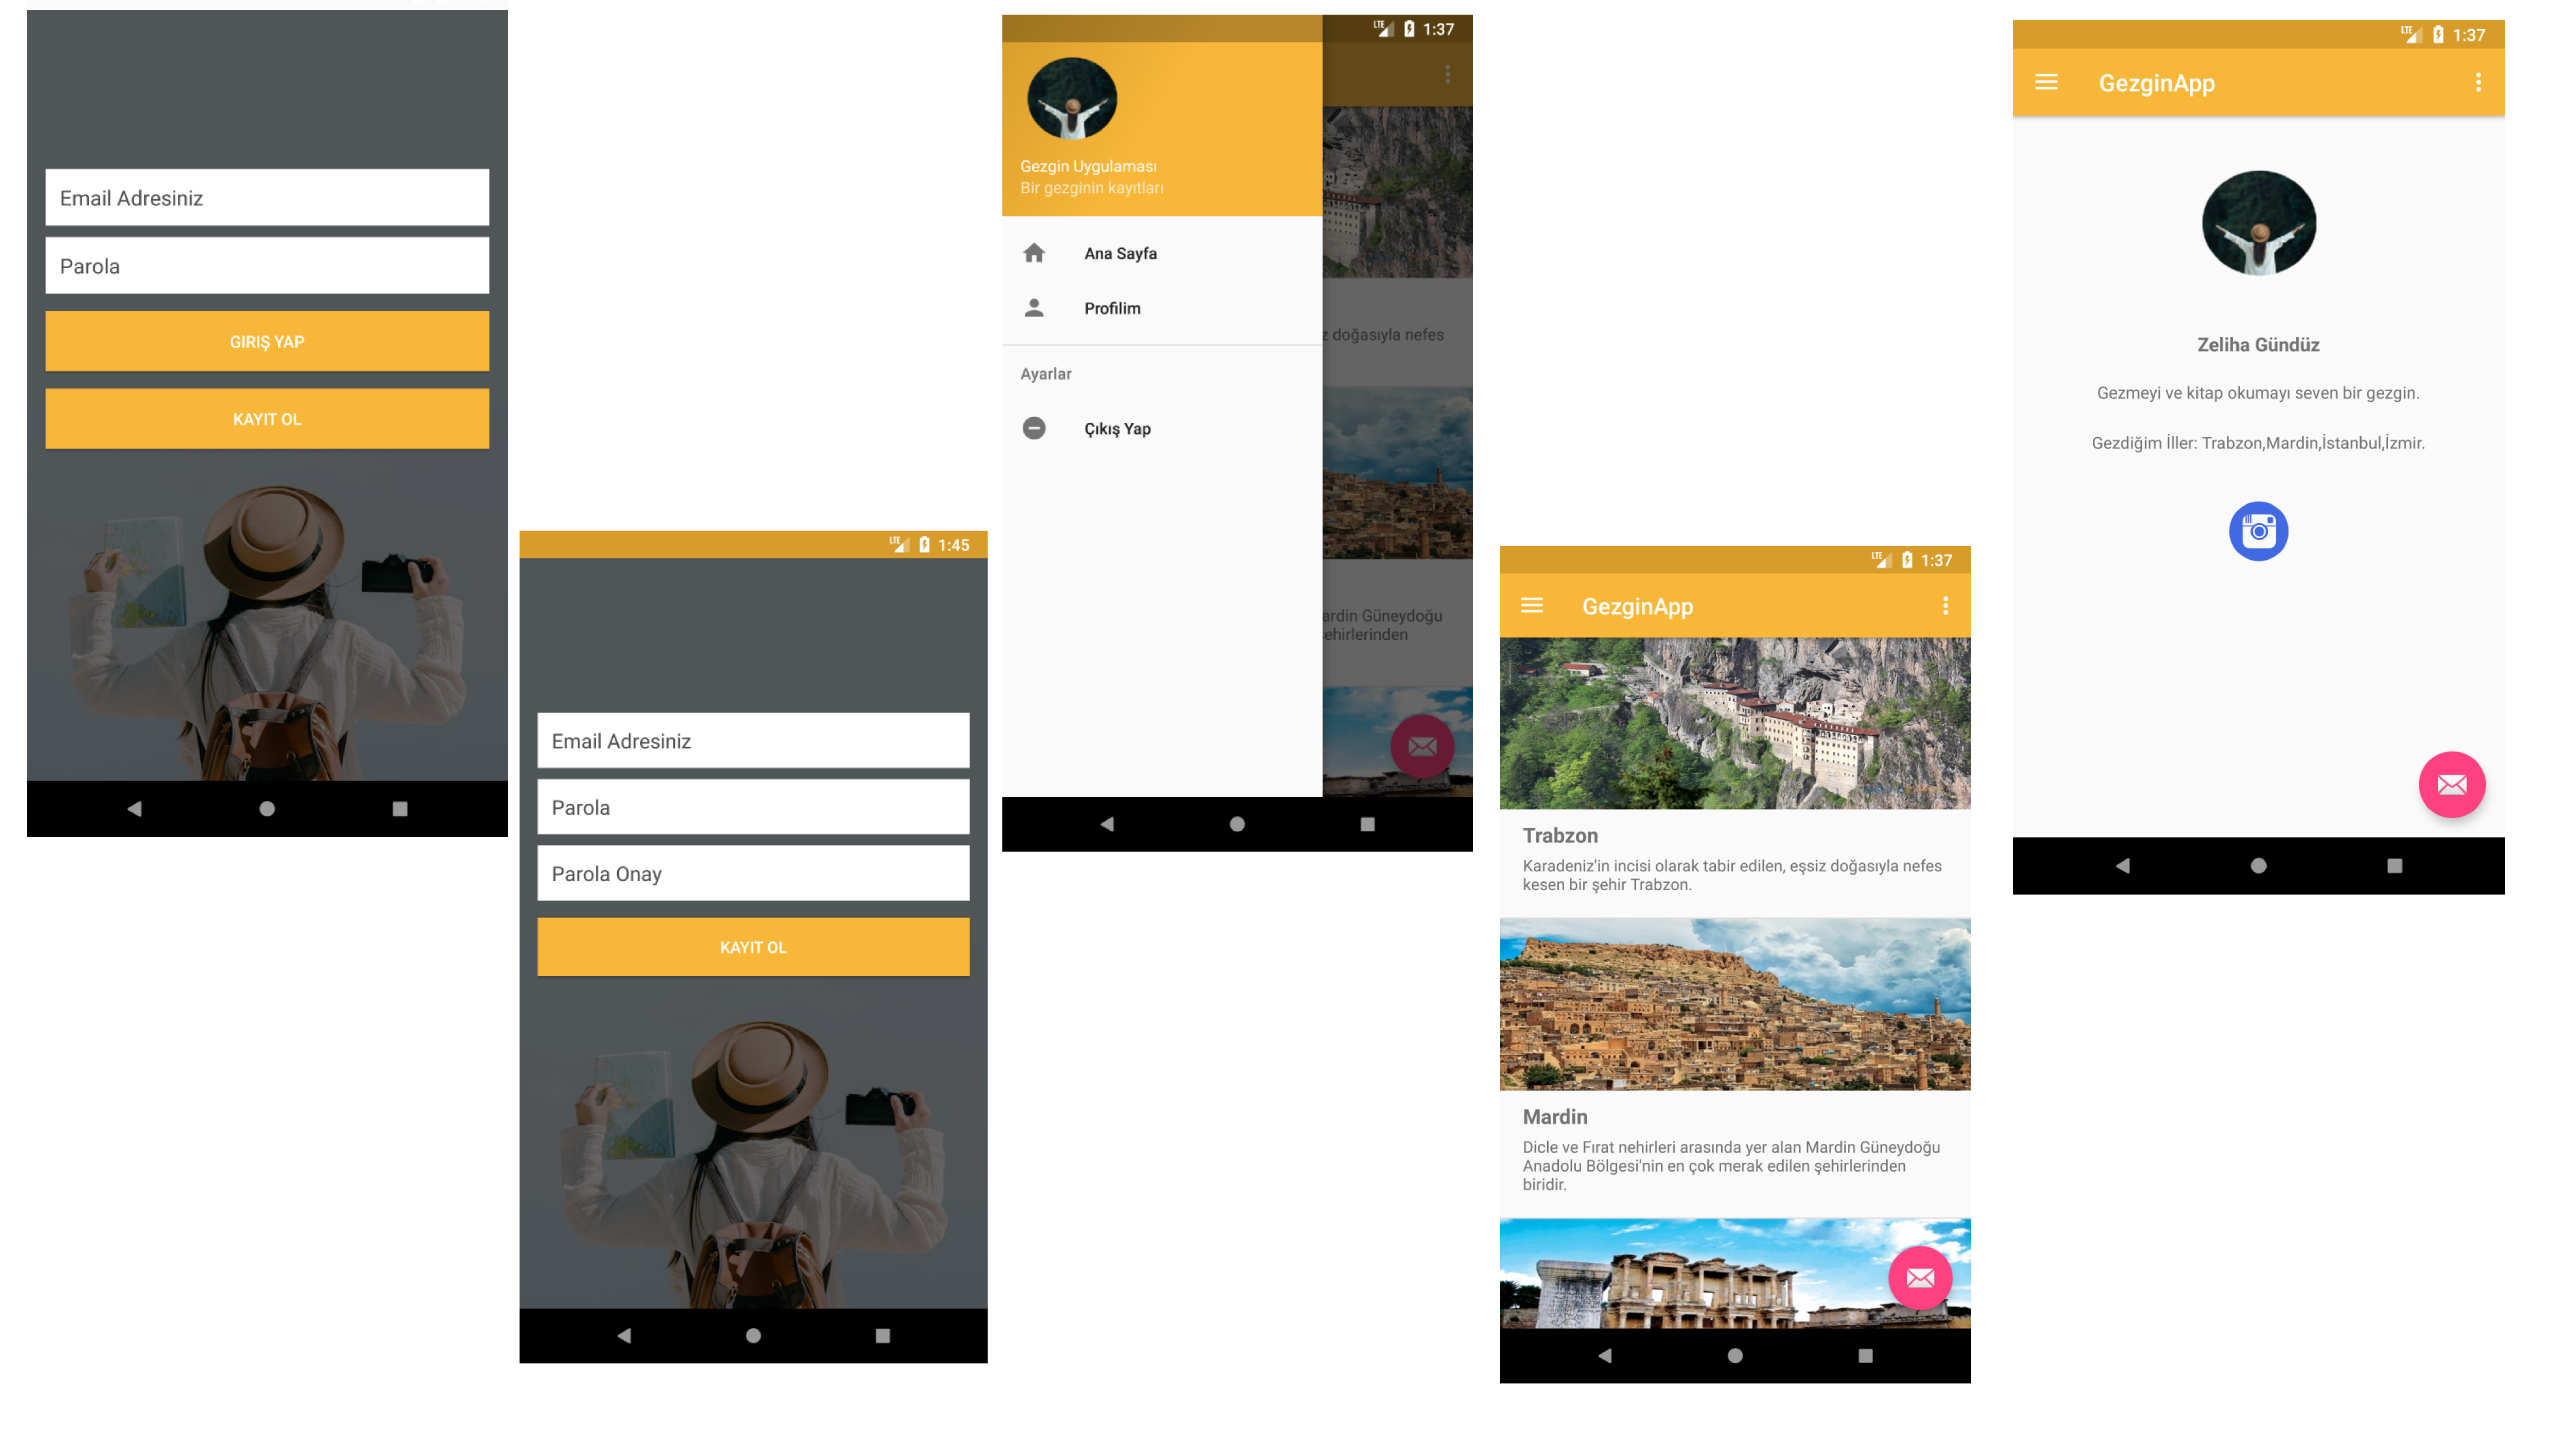 Email Adresiniz
Parola
GIRIŞ YAP
KAYIT OL
LTE 1:45
Email Adresiniz
Parola
Parola Onay
KAYIT OL
LTE 1:37
Gezgin Uygulaması
Bir gezginin kayıtları
Ana Sayfa
Profilim
Ayarlar
Çıkış Yap
doğasıyla nefes
Güneydoğu
LTE 1:37
GezginApp
Trabzon
Karadeniz'in incisi olarak tabir edilen, eşsiz doğasıyla nefes
kesen bir şehir Trabzon.
Mardin
Dicle ve Fırat nehirleri arasında yer alan Mardin Güneydoğu
Anadolu Bölgesi'nin en çok merak edilen şehirlerinden
biridir.
LTE 1:37
GezginApp
Zeliha Gündüz
Gezmeyi ve kitap okumayı seven bir gezgin.
Gezdiğim İller: Trabzon,Mardin,İstanbul,İzmir.